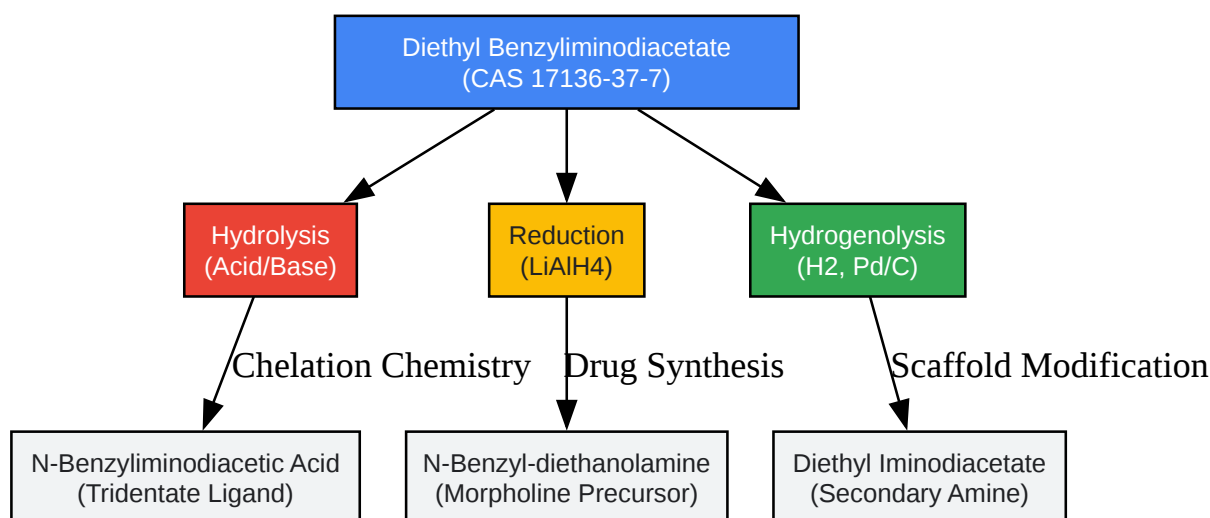 Diethyl Benzyliminodiacetate
(CAS 17136-37-7)
Hydrolysis
(Acid/Base)
Reduction
(LiAlH4)
Hydrogenolysis
(H2, Pd/C)
Chelation Chemistry
Drug Synthesis
Scaffold Modification
N-Benzyliminodiacetic Acid
(Tridentate Ligand)
N-Benzyl-diethanolamine
(Morpholine Precursor)
Diethyl Iminodiacetate
(Secondary Amine)